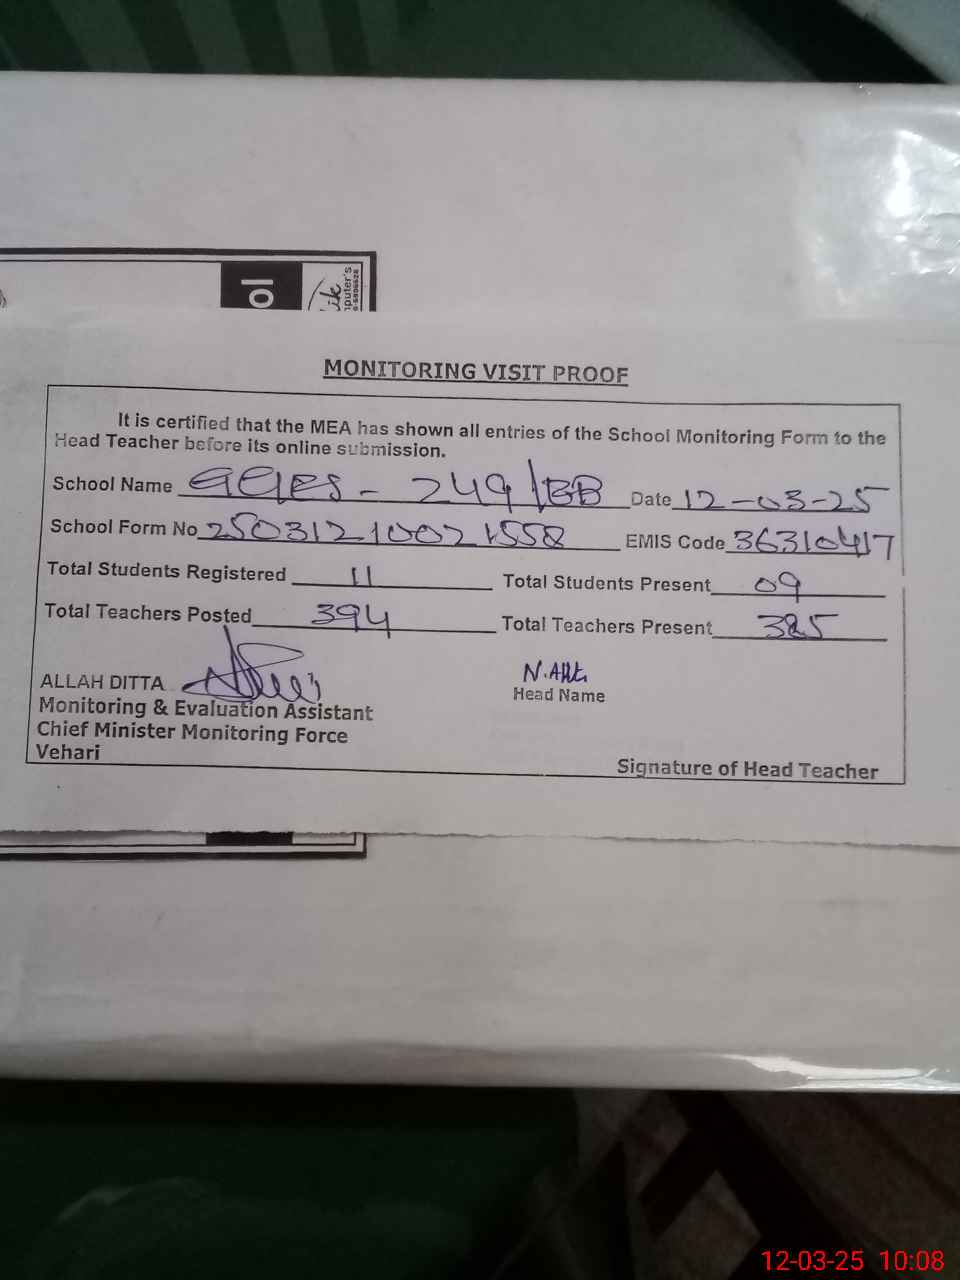 ol
ik
puter's
MONITORING VISIT PROOF
It is certified that the MEA has shown all entries of the School Monitoring Form to the
Head Teacher before its online submission.
School Name GGES - 249/EB Date 12-03-25
School Form No 25031210021558 EMIS Code 36310417
Total Students Registered 11 Total Students Present 09
Total Teachers Posted 394 Total Teachers Present 385
ALLAH DITTA
Head Name
Monitoring & Evaluation Assistant
Chief Minister Monitoring Force
Vehari
Signature of Head Teacher
12-03-25 10:08